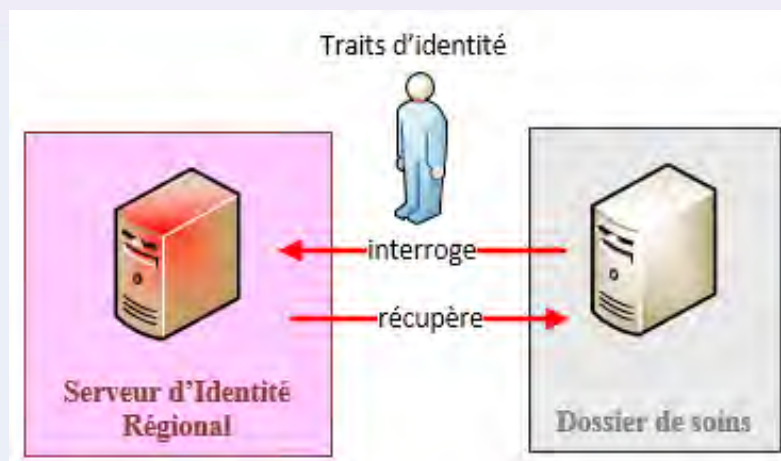 Traits d'identité
interroge
récupère
Serveur d'Identité
Régional
Dossier de soins